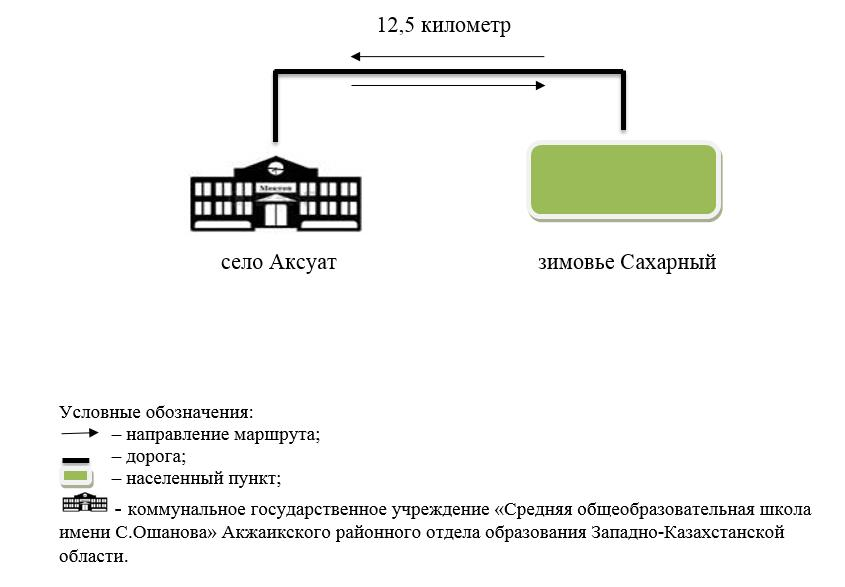 12,5 километр
Мектеп
село Аксуат
зимовье Сахарный
Условные обозначения:
– направление маршрута;
– дорога;
– населенный пункт;
- коммунальное государственное учреждение «Средняя общеобразовательная школа
имени С.Ошанова» Акжаикского районного отдела образования Западно-Казахстанской
области.